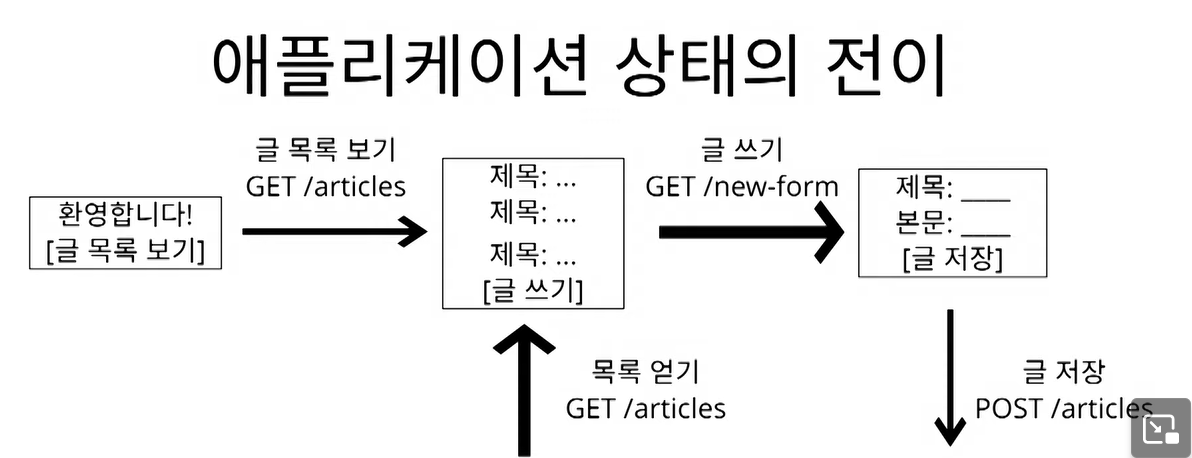 애플리케이션 상태의 전이
환영합니다!
[글 목록 보기]
글 목록 보기
GET /articles
제목: ...
제목: ...
제목: ...
[글 쓰기]
글 쓰기
GET /new-form
제목: ____
본문: ____
[글 저장]
목록 얻기
GET /articles
글 저장
POST /articles